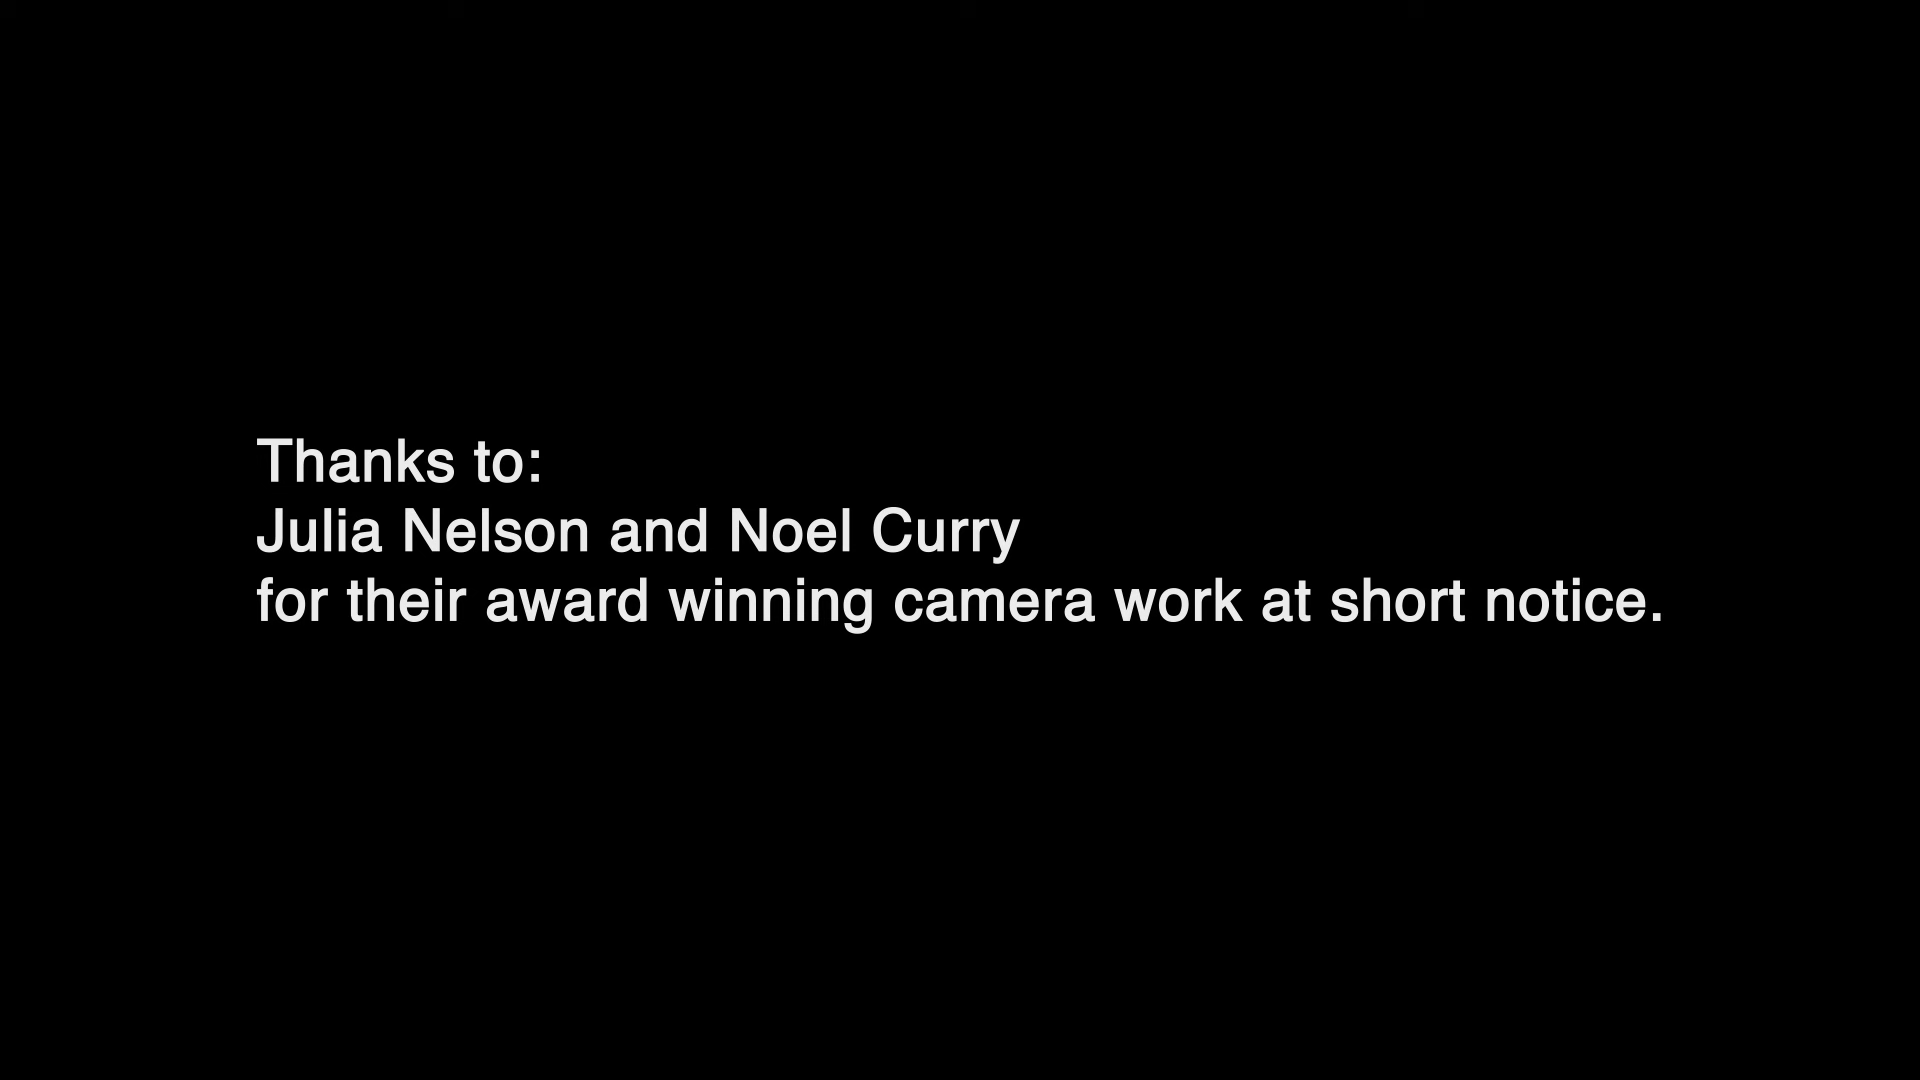 Thanks to:
Julia Nelson and Noel Curry
for their award winning camera work at short notice.